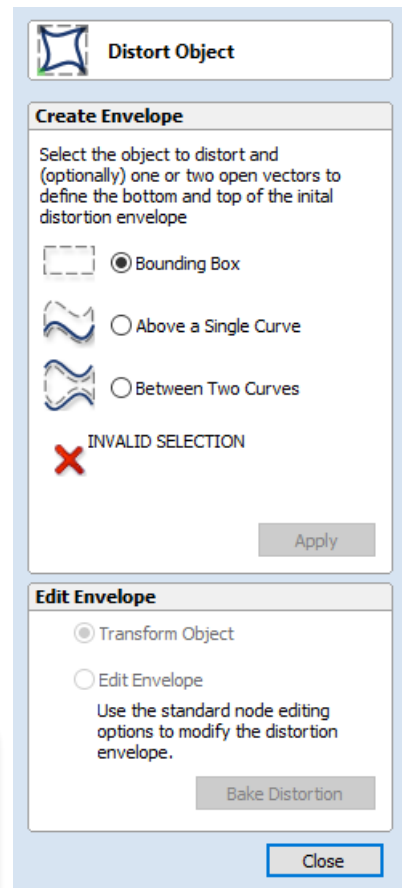 Distort Object
Create Envelope
Select the object to distort and
(optionally) one or two open vectors to
define the bottom and top of the inital
distortion envelope
Bounding Box
Above a Single Curve
Between Two Curves
INVALID SELECTION
Apply
Edit Envelope
Transform Object
Edit Envelope
Use the standard node editing
options to modify the distortion
envelope.
Bake Distortion
Close